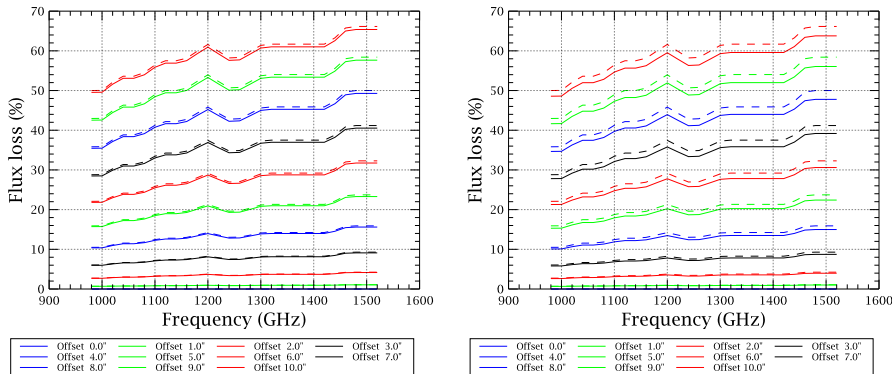 70
60
50
40
30
20
10
0
Flux loss (%)
900 1000 1100 1200 1300 1400 1500 1600
Frequency (GHz)
Offset 0.0" Offset 1.0" Offset 2.0" Offset 3.0"
Offset 4.0" Offset 5.0" Offset 6.0" Offset 7.0"
Offset 8.0" Offset 9.0" Offset 10.0"
70
60
50
40
30
20
10
0
Flux loss (%)
900 1000 1100 1200 1300 1400 1500 1600
Frequency (GHz)
Offset 0.0" Offset 1.0" Offset 2.0" Offset 3.0"
Offset 4.0" Offset 5.0" Offset 6.0" Offset 7.0"
Offset 8.0" Offset 9.0" Offset 10.0"